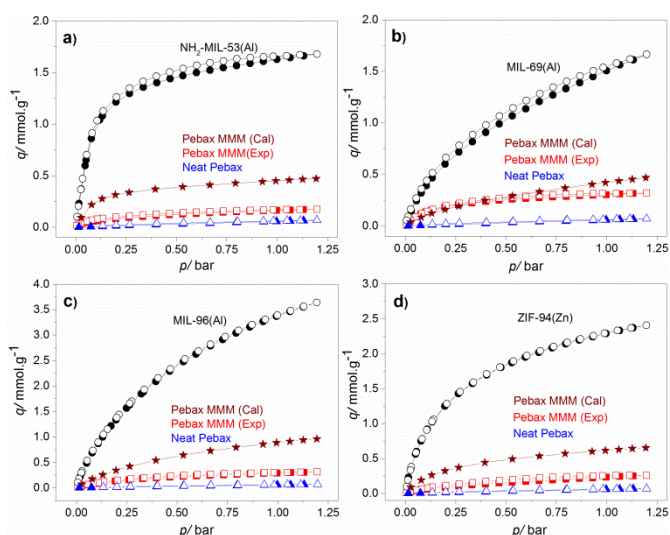 a)
NH₂-MIL-53(Al)
Pebax MMM (Cal)
Pebax MMM(Exp)
Neat Pebax
q/ mmol.g⁻¹
2.0
1.5
1.0
0.5
0.0
0.00 0.25 0.50 0.75 1.00 1.25
p/ bar
b)
MIL-69(Al)
Pebax MMM (Cal)
Pebax MMM (Exp)
Neat Pebax
q/ mmol.g⁻¹
2.0
1.5
1.0
0.5
0.0
0.00 0.25 0.50 0.75 1.00 1.25
p/ bar
c)
MIL-96(Al)
Pebax MMM (Cal)
Pebax MMM (Exp)
Neat Pebax
q/ mmol.g⁻¹
4.0
3.5
3.0
2.5
2.0
1.5
1.0
0.5
0.0
0.00 0.25 0.50 0.75 1.00 1.25
p/ bar
d)
ZIF-94(Zn)
Pebax MMM (Cal)
Pebax MMM (Exp)
Neat Pebax
q/ mmol.g⁻¹
3.0
2.5
2.0
1.5
1.0
0.5
0.0
0.00 0.25 0.50 0.75 1.00 1.25
p/ bar